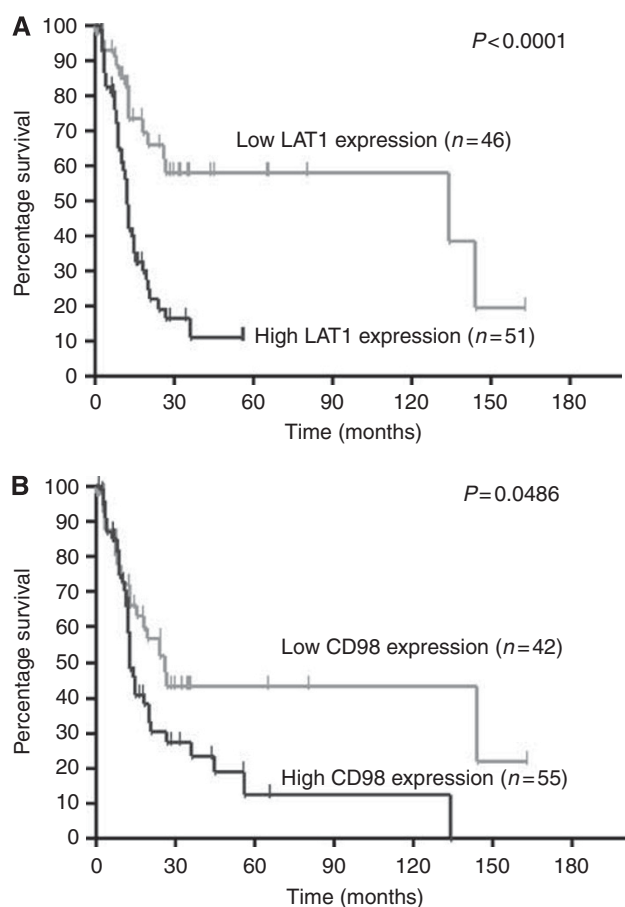 A
P<0.0001
Percentage survival
100
90
80
70
60
50
40
30
20
10
0
Low LAT1 expression (n=46)
High LAT1 expression (n=51)
0 30 60 90 120 150 180
Time (months)
B
P=0.0486
Percentage survival
100
90
80
70
60
50
40
30
20
10
0
Low CD98 expression (n=42)
High CD98 expression (n=55)
0 30 60 90 120 150 180
Time (months)